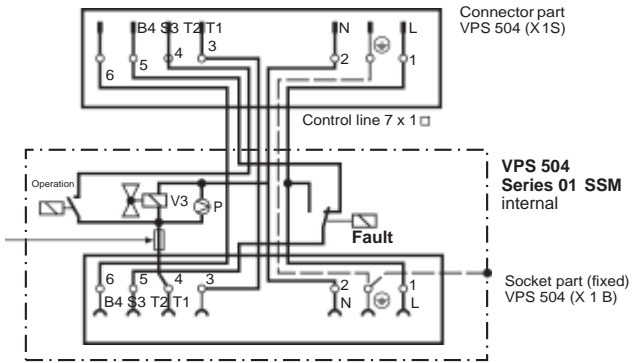 Connector part
VPS 504 (X1S)
B4 S3 T2 T1 N L
6 5 4 3 2 1
Control line 7 x 1 □
VPS 504
Series 01 SSM
internal
Operation
V3
P
Fault
6 5 4 3 2 1
B4 S3 T2 T1 N L
Socket part (fixed)
VPS 504 (X 1 B)